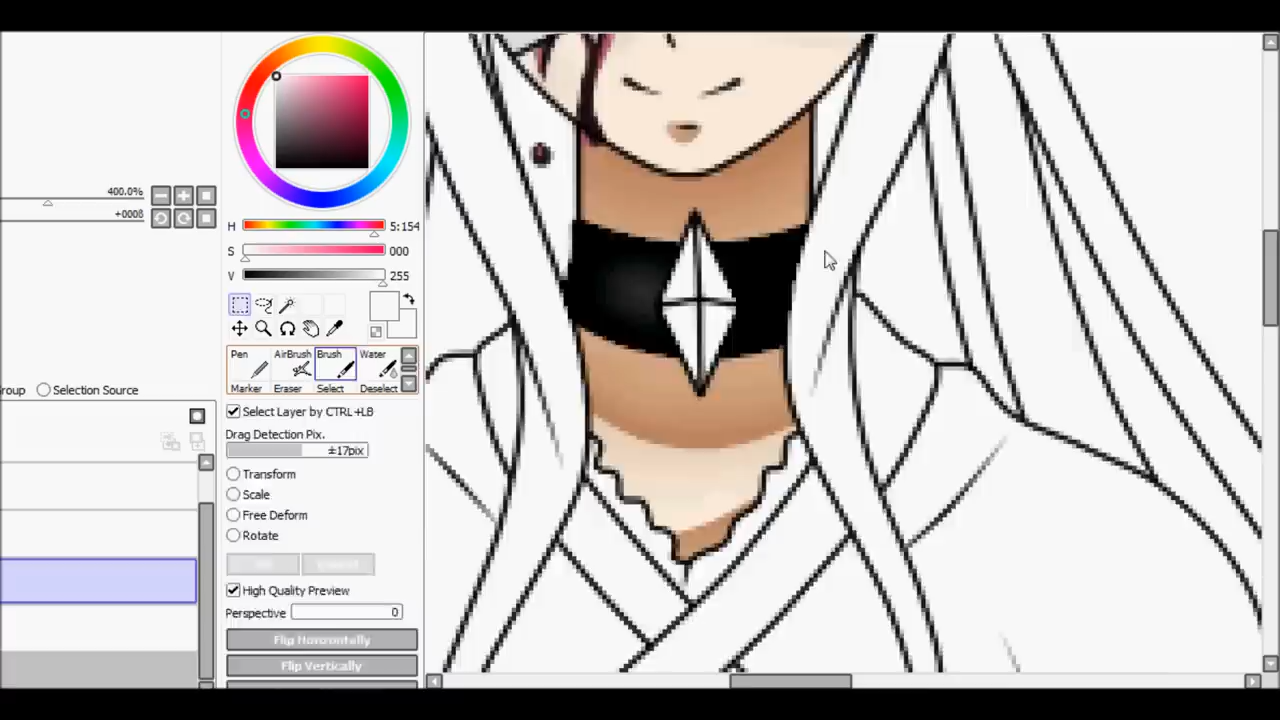 400.0%
+0008
H 5:154
S 000
V 255
roup Selection Source
Pen AirBrush Brush Water
Marker Eraser Select Deselect
Select Layer by CTRL+LB
Drag Detection Pix.
±17pix
Transform
Scale
Free Deform
Rotate
High Quality Preview
Perspective 0
Flip Horizontally
Flip Vertically